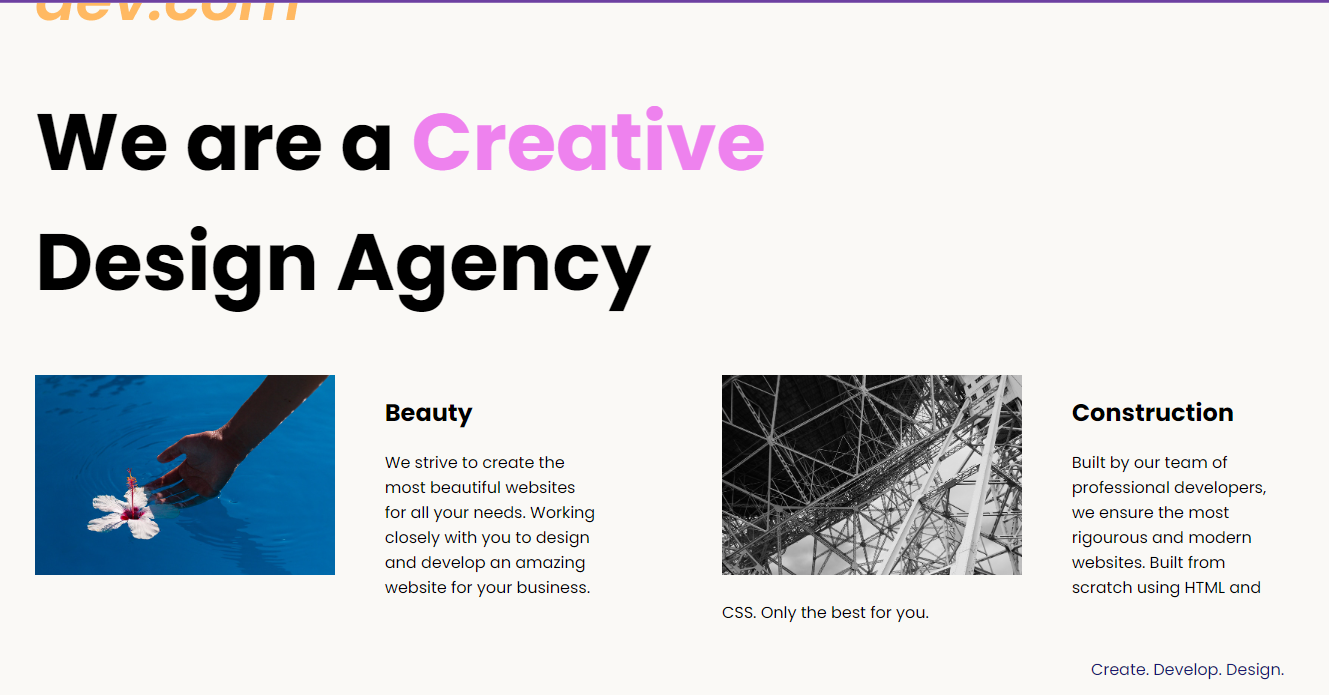 dev.com
We are a Creative
Design Agency
Beauty
We strive to create the
most beautiful websites
for all your needs. Working
closely with you to design
and develop an amazing
website for your business.
Construction
Built by our team of
professional developers,
we ensure the most
rigourous and modern
websites. Built from
scratch using HTML and
CSS. Only the best for you.
Create. Develop. Design.